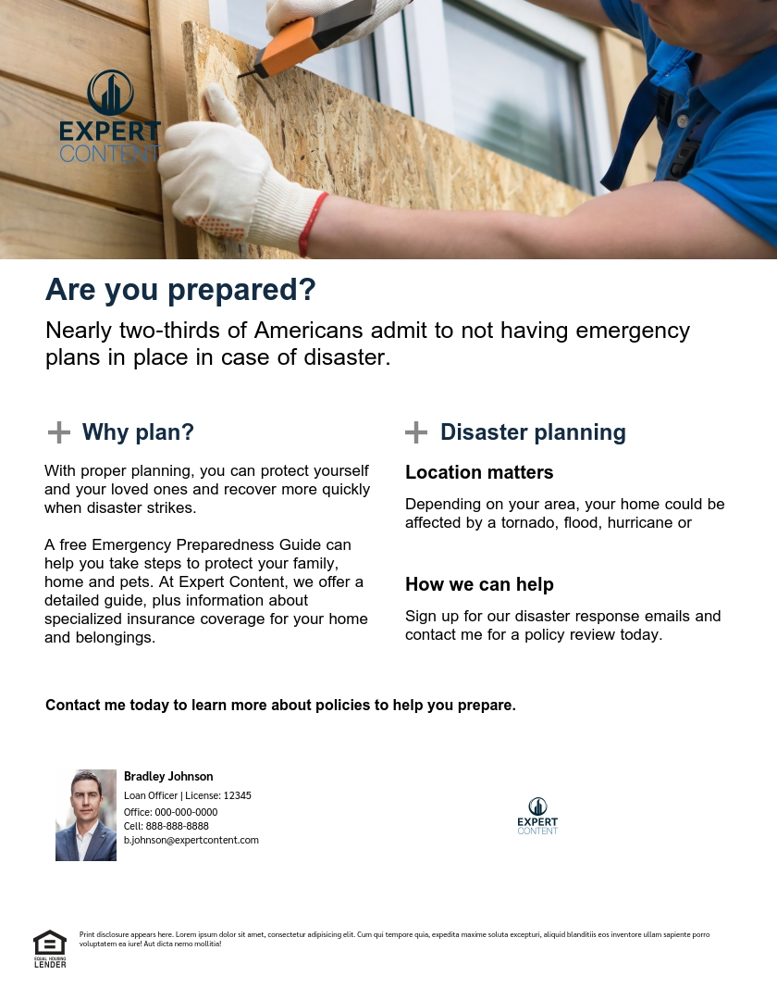 EXPERT
CONTENT
Are you prepared?
Nearly two-thirds of Americans admit to not having emergency
plans in place in case of disaster.
Why plan?
With proper planning, you can protect yourself
and your loved ones and recover more quickly
when disaster strikes.
A free Emergency Preparedness Guide can
help you take steps to protect your family,
home and pets. At Expert Content, we offer a
detailed guide, plus information about
specialized insurance coverage for your home
and belongings.
Disaster planning
Location matters
Depending on your area, your home could be
affected by a tornado, flood, hurricane or
How we can help
Sign up for our disaster response emails and
contact me for a policy review today.
Contact me today to learn more about policies to help you prepare.
Bradley Johnson
Loan Officer | License: 12345
Office: 000-000-0000
Cell: 888-888-8888
b.johnson@expertcontent.com
EXPERT
CONTENT
EQUAL HOUSING
LENDER
Print disclosure appears here. Lorem ipsum dolor sit amet, consectetur adipisicing elit. Cum qui tempore quia, expedita maxime soluta excepturi, aliquid blanditiis eos inventore ullam sapiente porro
voluptatem ea iure! Aut dicta nemo mollitia!